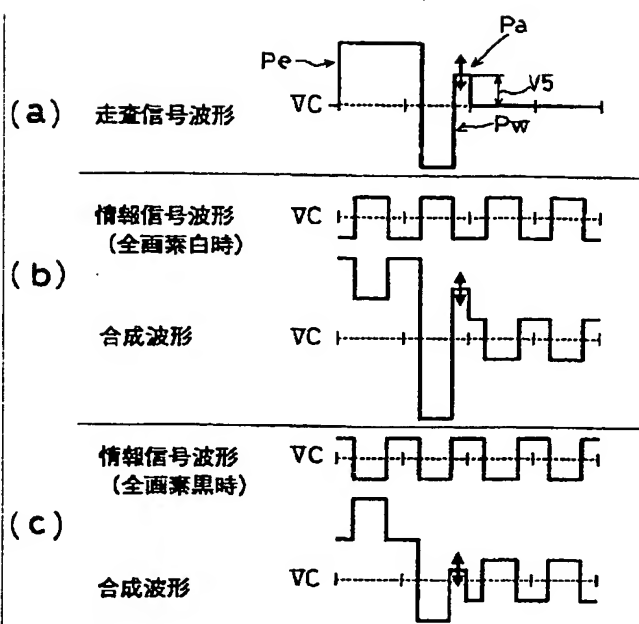 Pe
Pa
V5
(a)
走査信号波形
VC
Pw
情報信号波形
(全画素白時)
VC
(b)
合成波形
VC
情報信号波形
(全画素黒時)
VC
(c)
合成波形
VC